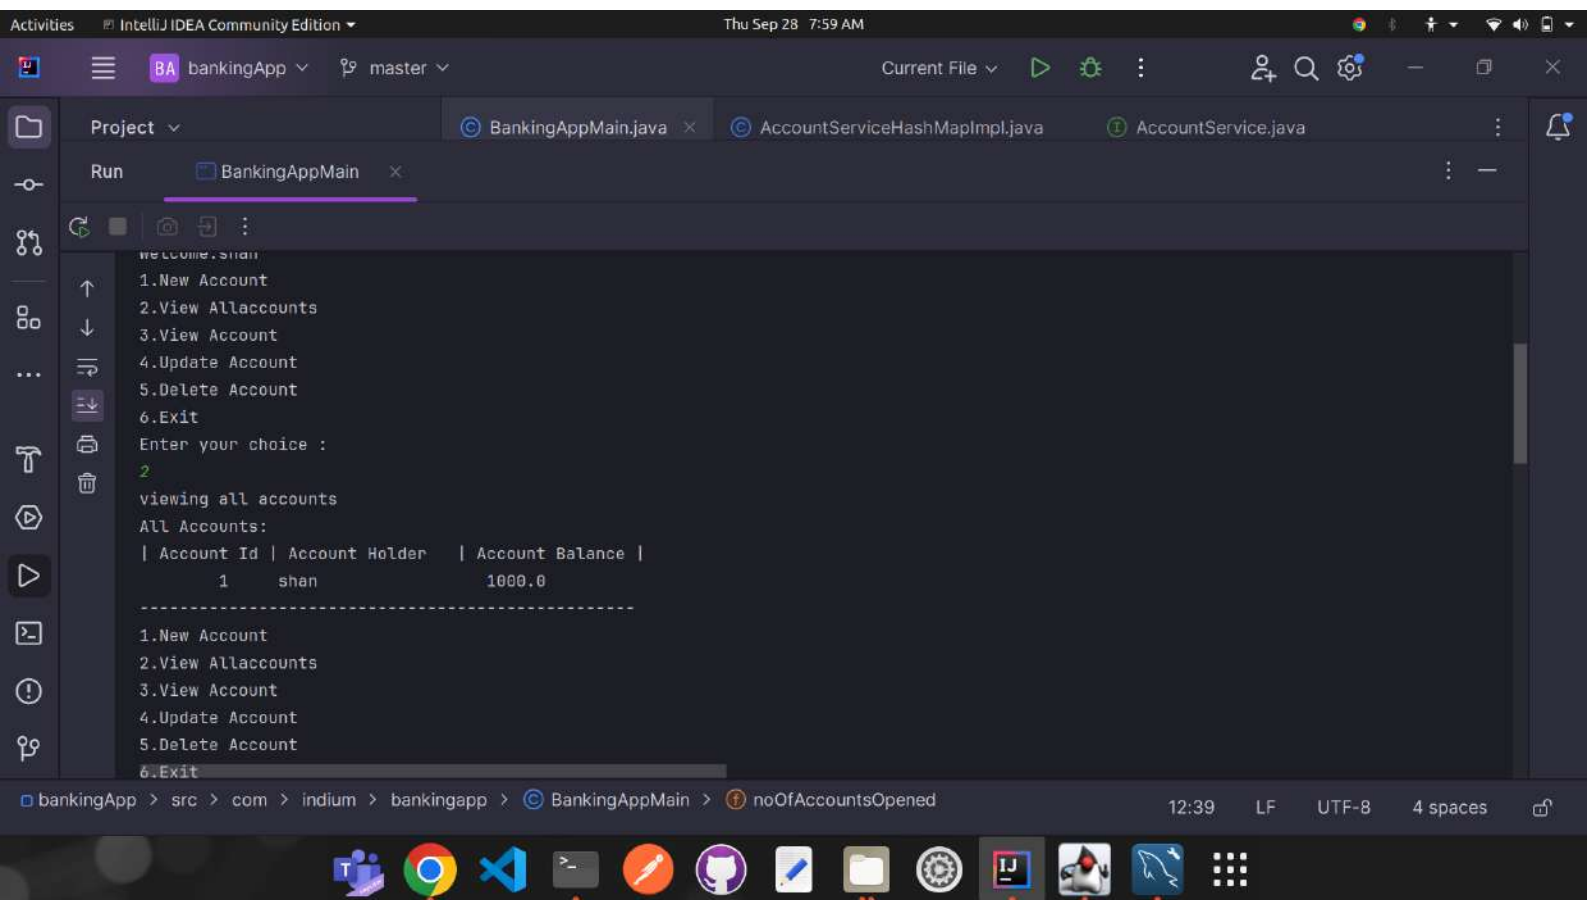 Activities IntelliJ IDEA Community Edition Thu Sep 28 7:59 AM
BA bankingApp master Current File
Project BankingAppMain.java AccountServiceHashMapImpl.java AccountService.java
Run BankingAppMain
Welcome.shan
1.New Account
2.View Allaccounts
3.View Account
4.Update Account
5.Delete Account
6.Exit
Enter your choice :
2
viewing all accounts
All Accounts:
| Account Id | Account Holder | Account Balance |
1 shan 1000.0
--------------------------------------------------
1.New Account
2.View Allaccounts
3.View Account
4.Update Account
5.Delete Account
6.Exit
bankingApp > src > com > indium > bankingapp > BankingAppMain > noOfAccountsOpened 12:39 LF UTF-8 4 spaces